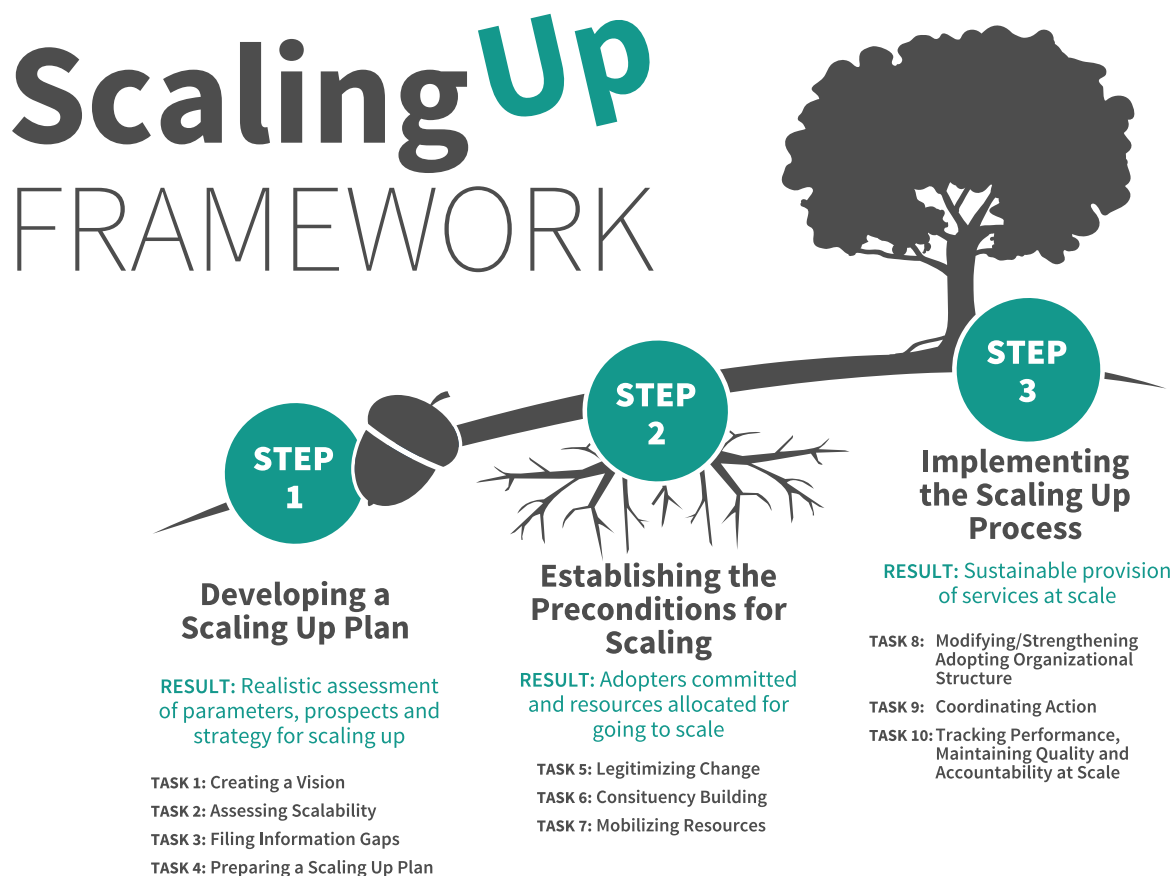 Scaling Up
FRAMEWORK
STEP
1
Developing a
Scaling Up Plan
RESULT: Realistic assessment
of parameters, prospects and
strategy for scaling up
TASK 1: Creating a Vision
TASK 2: Assessing Scalability
TASK 3: Filing Information Gaps
TASK 4: Preparing a Scaling Up Plan
STEP
2
Establishing the
Preconditions for
Scaling
RESULT: Adopters committed
and resources allocated for
going to scale
TASK 5: Legitimizing Change
TASK 6: Consituency Building
TASK 7: Mobilizing Resources
STEP
3
Implementing
the Scaling Up
Process
RESULT: Sustainable provision
of services at scale
TASK 8: Modifying/Strengthening
Adopting Organizational
Structure
TASK 9: Coordinating Action
TASK 10: Tracking Performance,
Maintaining Quality and
Accountability at Scale